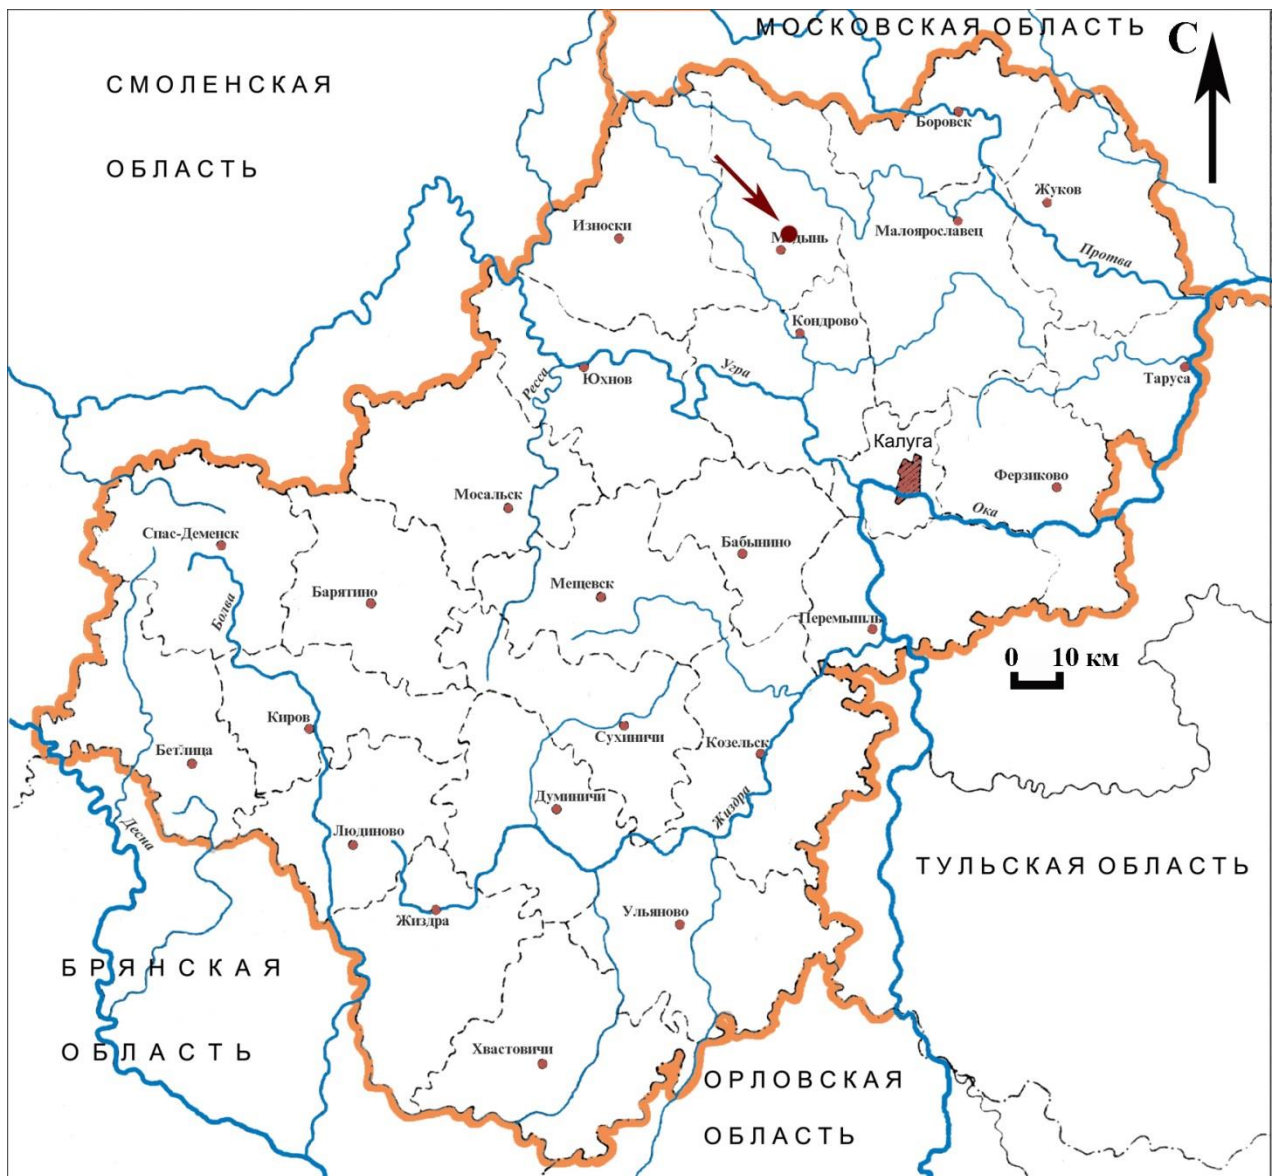 МОСКОВСКАЯ ОБЛАСТЬ
С
СМОЛЕНСКАЯ
ОБЛАСТЬ
Боровск
Жуков
Износки
Медынь
Малоярославец
Протва
Кондрово
Угра
Юхнов
Ресса
Таруса
Калуга
Ферзиково
Мосальск
Ока
Спас-Деменск
Бабынино
Барятино
Мещевск
Болва
Перемышль
0 10 км
Киров
Сухиничи
Козельск
Бетлица
Думиничи
Жиздра
Десна
Людиново
ТУЛЬСКАЯ ОБЛАСТЬ
Жиздра
Ульяново
БРЯНСКАЯ
ОБЛАСТЬ
Хвастовичи
ОРЛОВСКАЯ
ОБЛАСТЬ